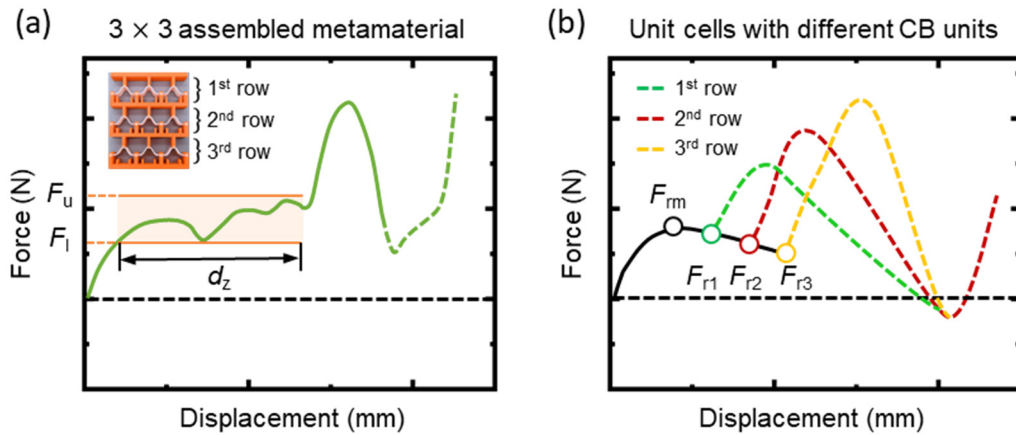 (a)
3 × 3 assembled metamaterial
1st row
2nd row
3rd row
Force (N)
Fu
Fl
dz
Displacement (mm)
(b)
Unit cells with different CB units
1st row
2nd row
3rd row
Force (N)
Frm
Fr1 Fr2 Fr3
Displacement (mm)